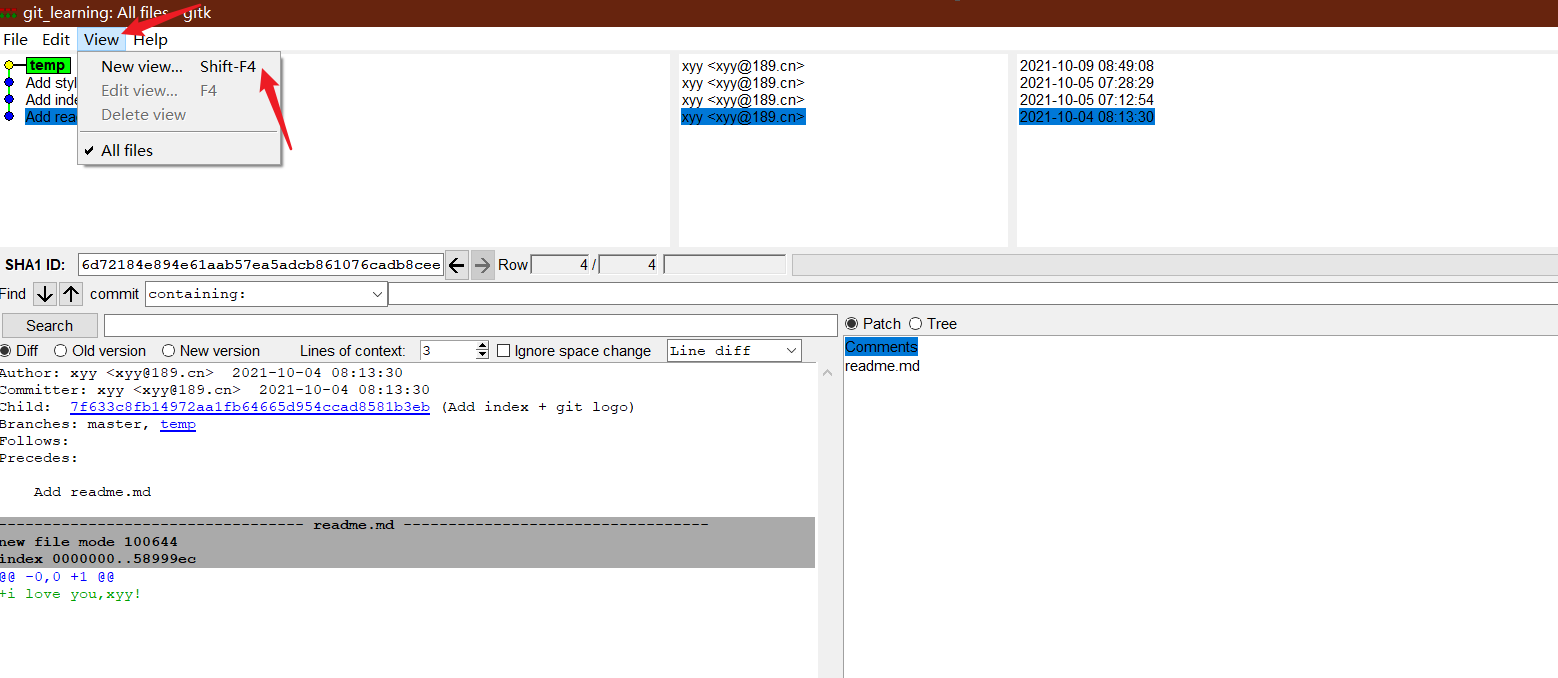 git_learning: All files - gitk
File Edit View Help
temp
Add styl
Add inde
Add rea
New view... Shift-F4
Edit view... F4
Delete view
All files
xyy <xyy@189.cn>
xyy <xyy@189.cn>
xyy <xyy@189.cn>
xyy <xyy@189.cn>
2021-10-09 08:49:08
2021-10-05 07:28:29
2021-10-05 07:12:54
2021-10-04 08:13:30
SHA1 ID: 6d72184e894e61aab57ea5adcb861076cadb8cee Row 4 / 4
Find commit containing:
Search
Diff Old version New version Lines of context: 3 Ignore space change Line diff
Author: xyy <xyy@189.cn> 2021-10-04 08:13:30
Committer: xyy <xyy@189.cn> 2021-10-04 08:13:30
Child: 7f633c8fb14972aa1fb64665d954ccad8581b3eb (Add index + git logo)
Branches: master, temp
Follows:
Precedes:
Add readme.md
---------------------------------- readme.md ----------------------------------
new file mode 100644
index 0000000..58999ec
@@ -0,0 +1 @@
+i love you,xyy!
Patch Tree
Comments
readme.md